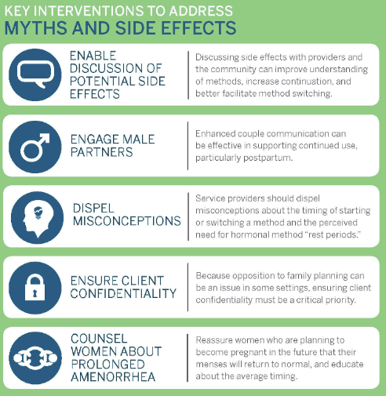 KEY INTERVENTIONS TO ADDRESS
MYTHS AND SIDE EFFECTS
ENABLE
DISCUSSION OF
POTENTIAL SIDE
EFFECTS
Discussing side effects with providers and
the community can improve understanding
of methods, increase continuation, and
better facilitate method switching.
ENGAGE MALE
PARTNERS
Enhanced couple communication can
be effective in supporting continued use,
particularly postpartum.
DISPEL
MISCONCEPTIONS
Service providers should dispel
misconceptions about the timing of starting
or switching a method and the perceived
need for hormonal method “rest periods.”
ENSURE CLIENT
CONFIDENTIALITY
Because opposition to family planning can
be an issue in some settings, ensuring client
confidentiality must be a critical priority.
COUNSEL
WOMEN ABOUT
PROLONGED
AMENORRHEA
Reassure women who are planning to
become pregnant in the future that their
menses will return to normal, and educate
about the average timing.